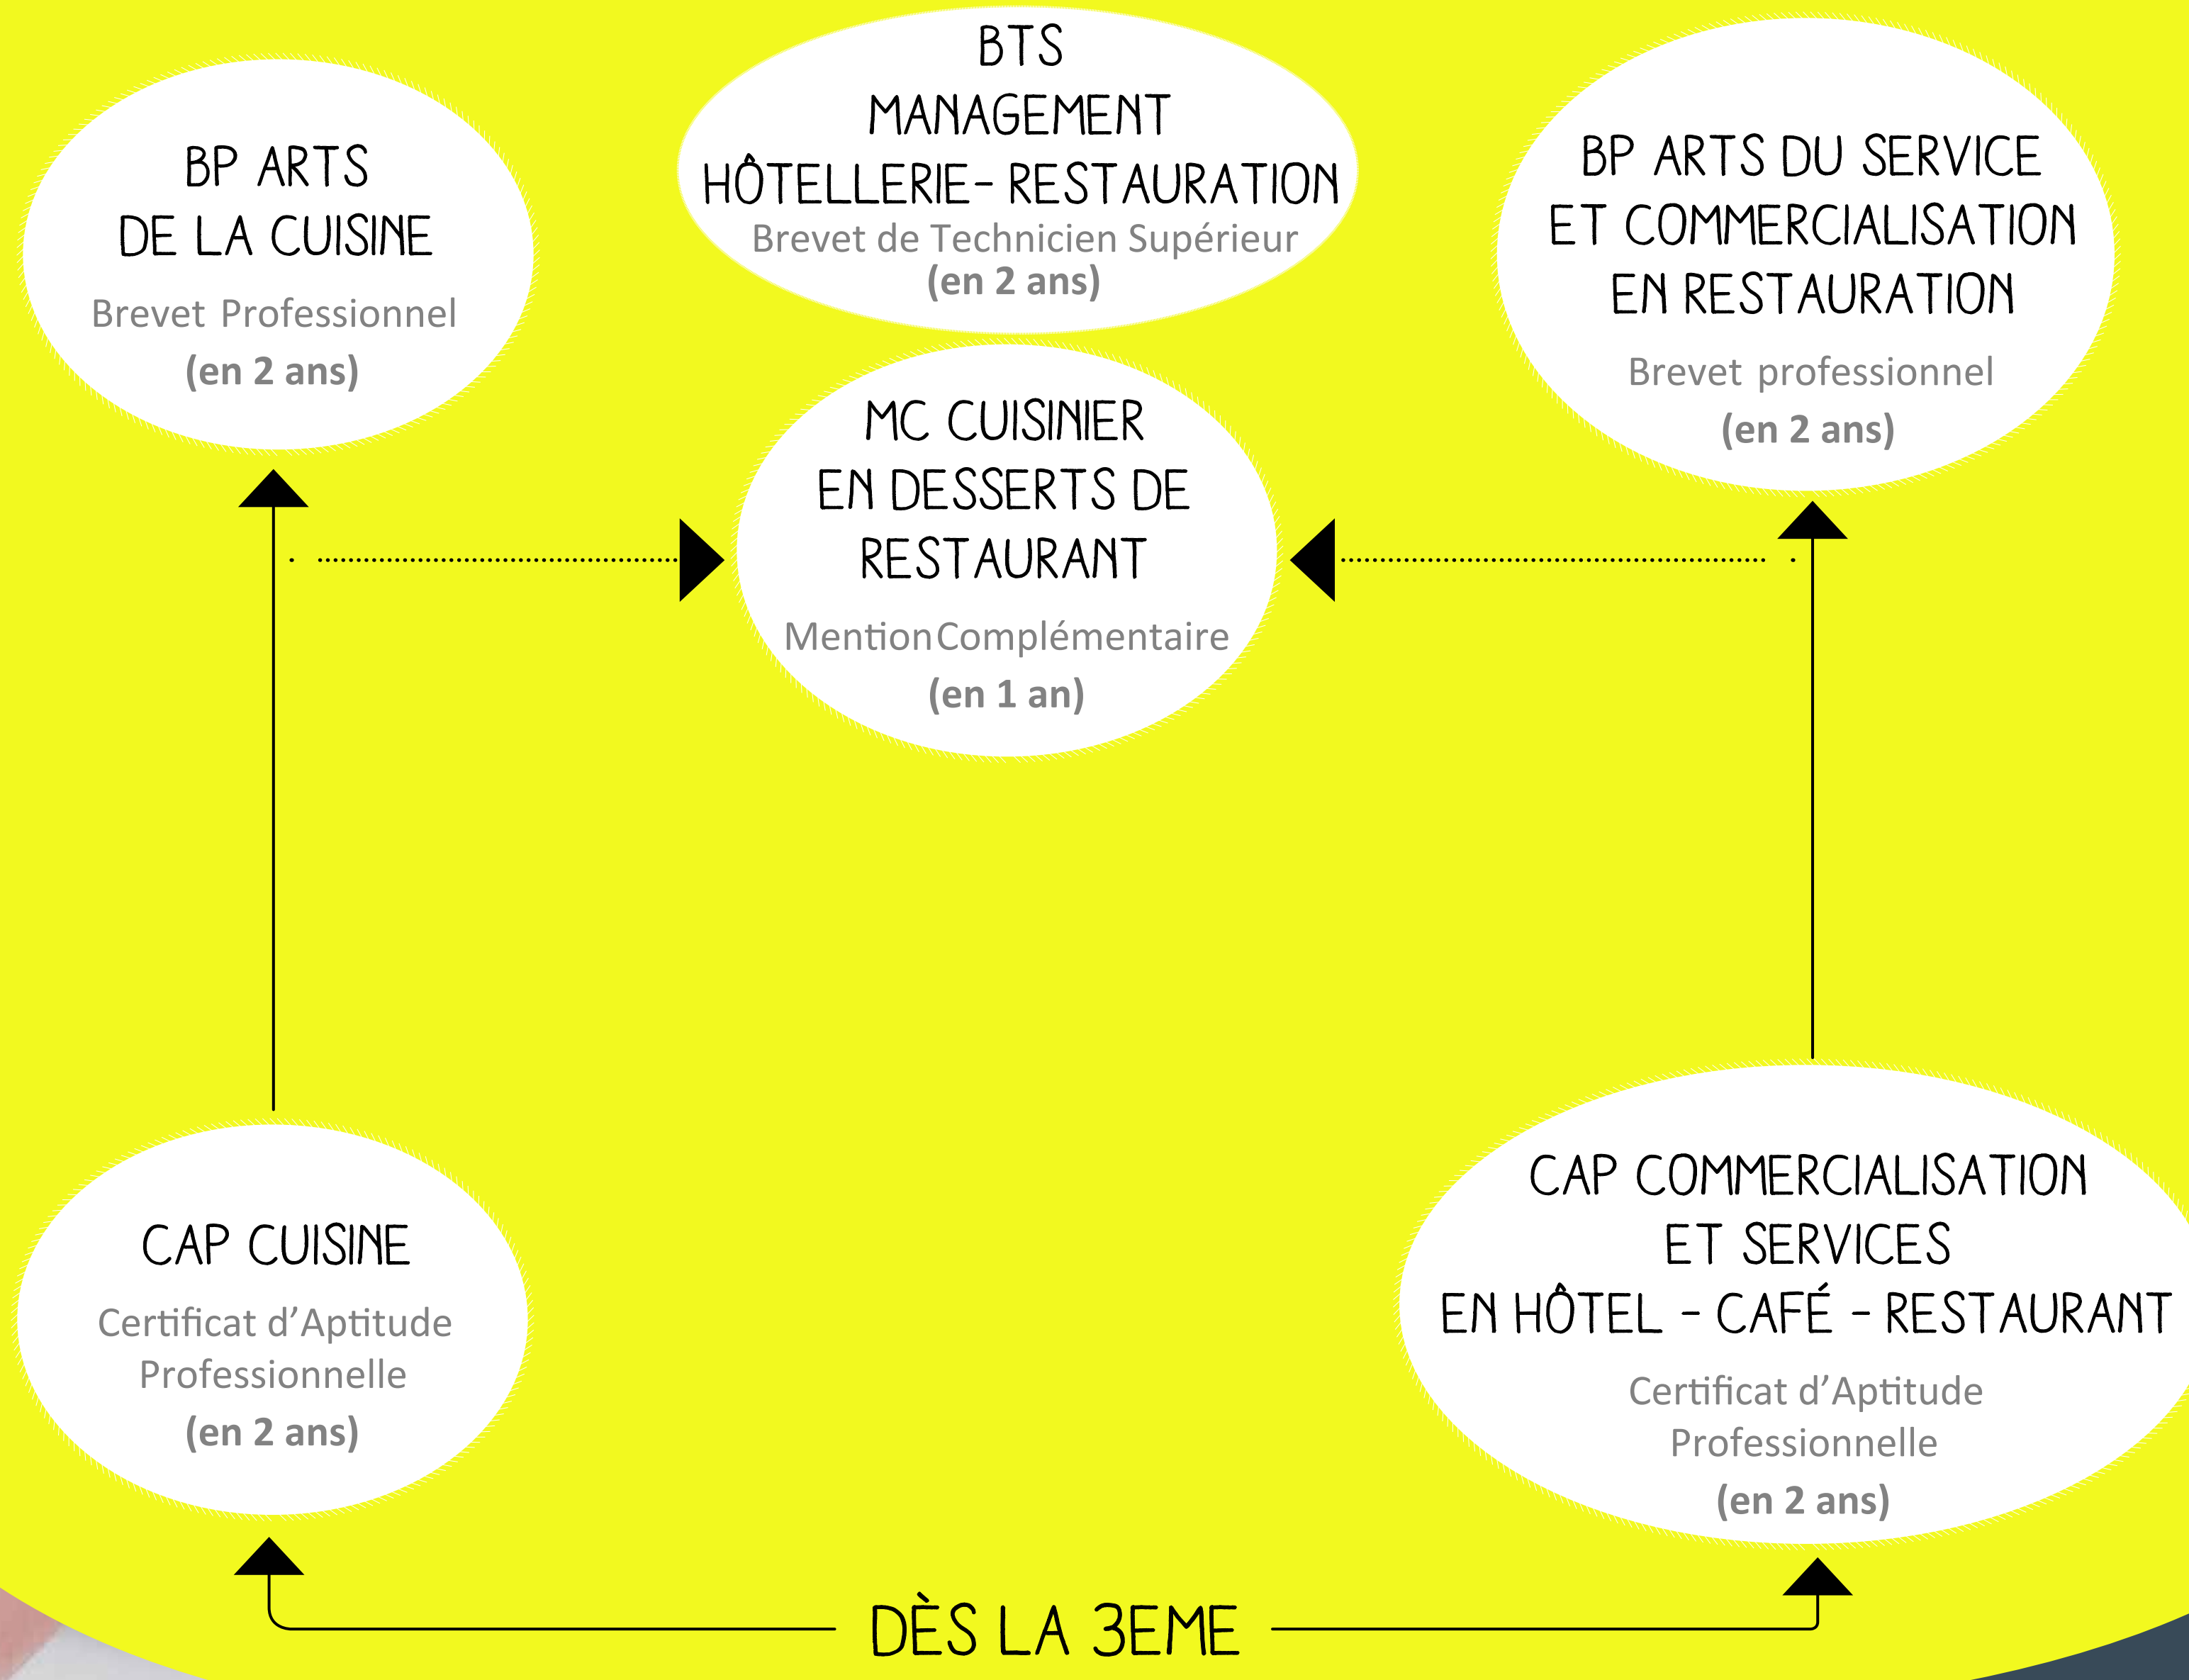 BTS
MANAGEMENT
HÔTELLERIE- RESTAURATION
Brevet de Technicien Supérieur
(en 2 ans)
BP ARTS
DE LA CUISINE
Brevet Professionnel
(en 2 ans)
BP ARTS DU SERVICE
ET COMMERCIALISATION
EN RESTAURATION
Brevet professionnel
(en 2 ans)
MC CUISINIER
EN DESSERTS DE
RESTAURANT
Mention Complémentaire
(en 1 an)
CAP CUISINE
Certificat d’Aptitude
Professionnelle
(en 2 ans)
CAP COMMERCIALISATION
ET SERVICES
EN HÔTEL - CAFÉ - RESTAURANT
Certificat d’Aptitude
Professionnelle
(en 2 ans)
DÈS LA 3EME